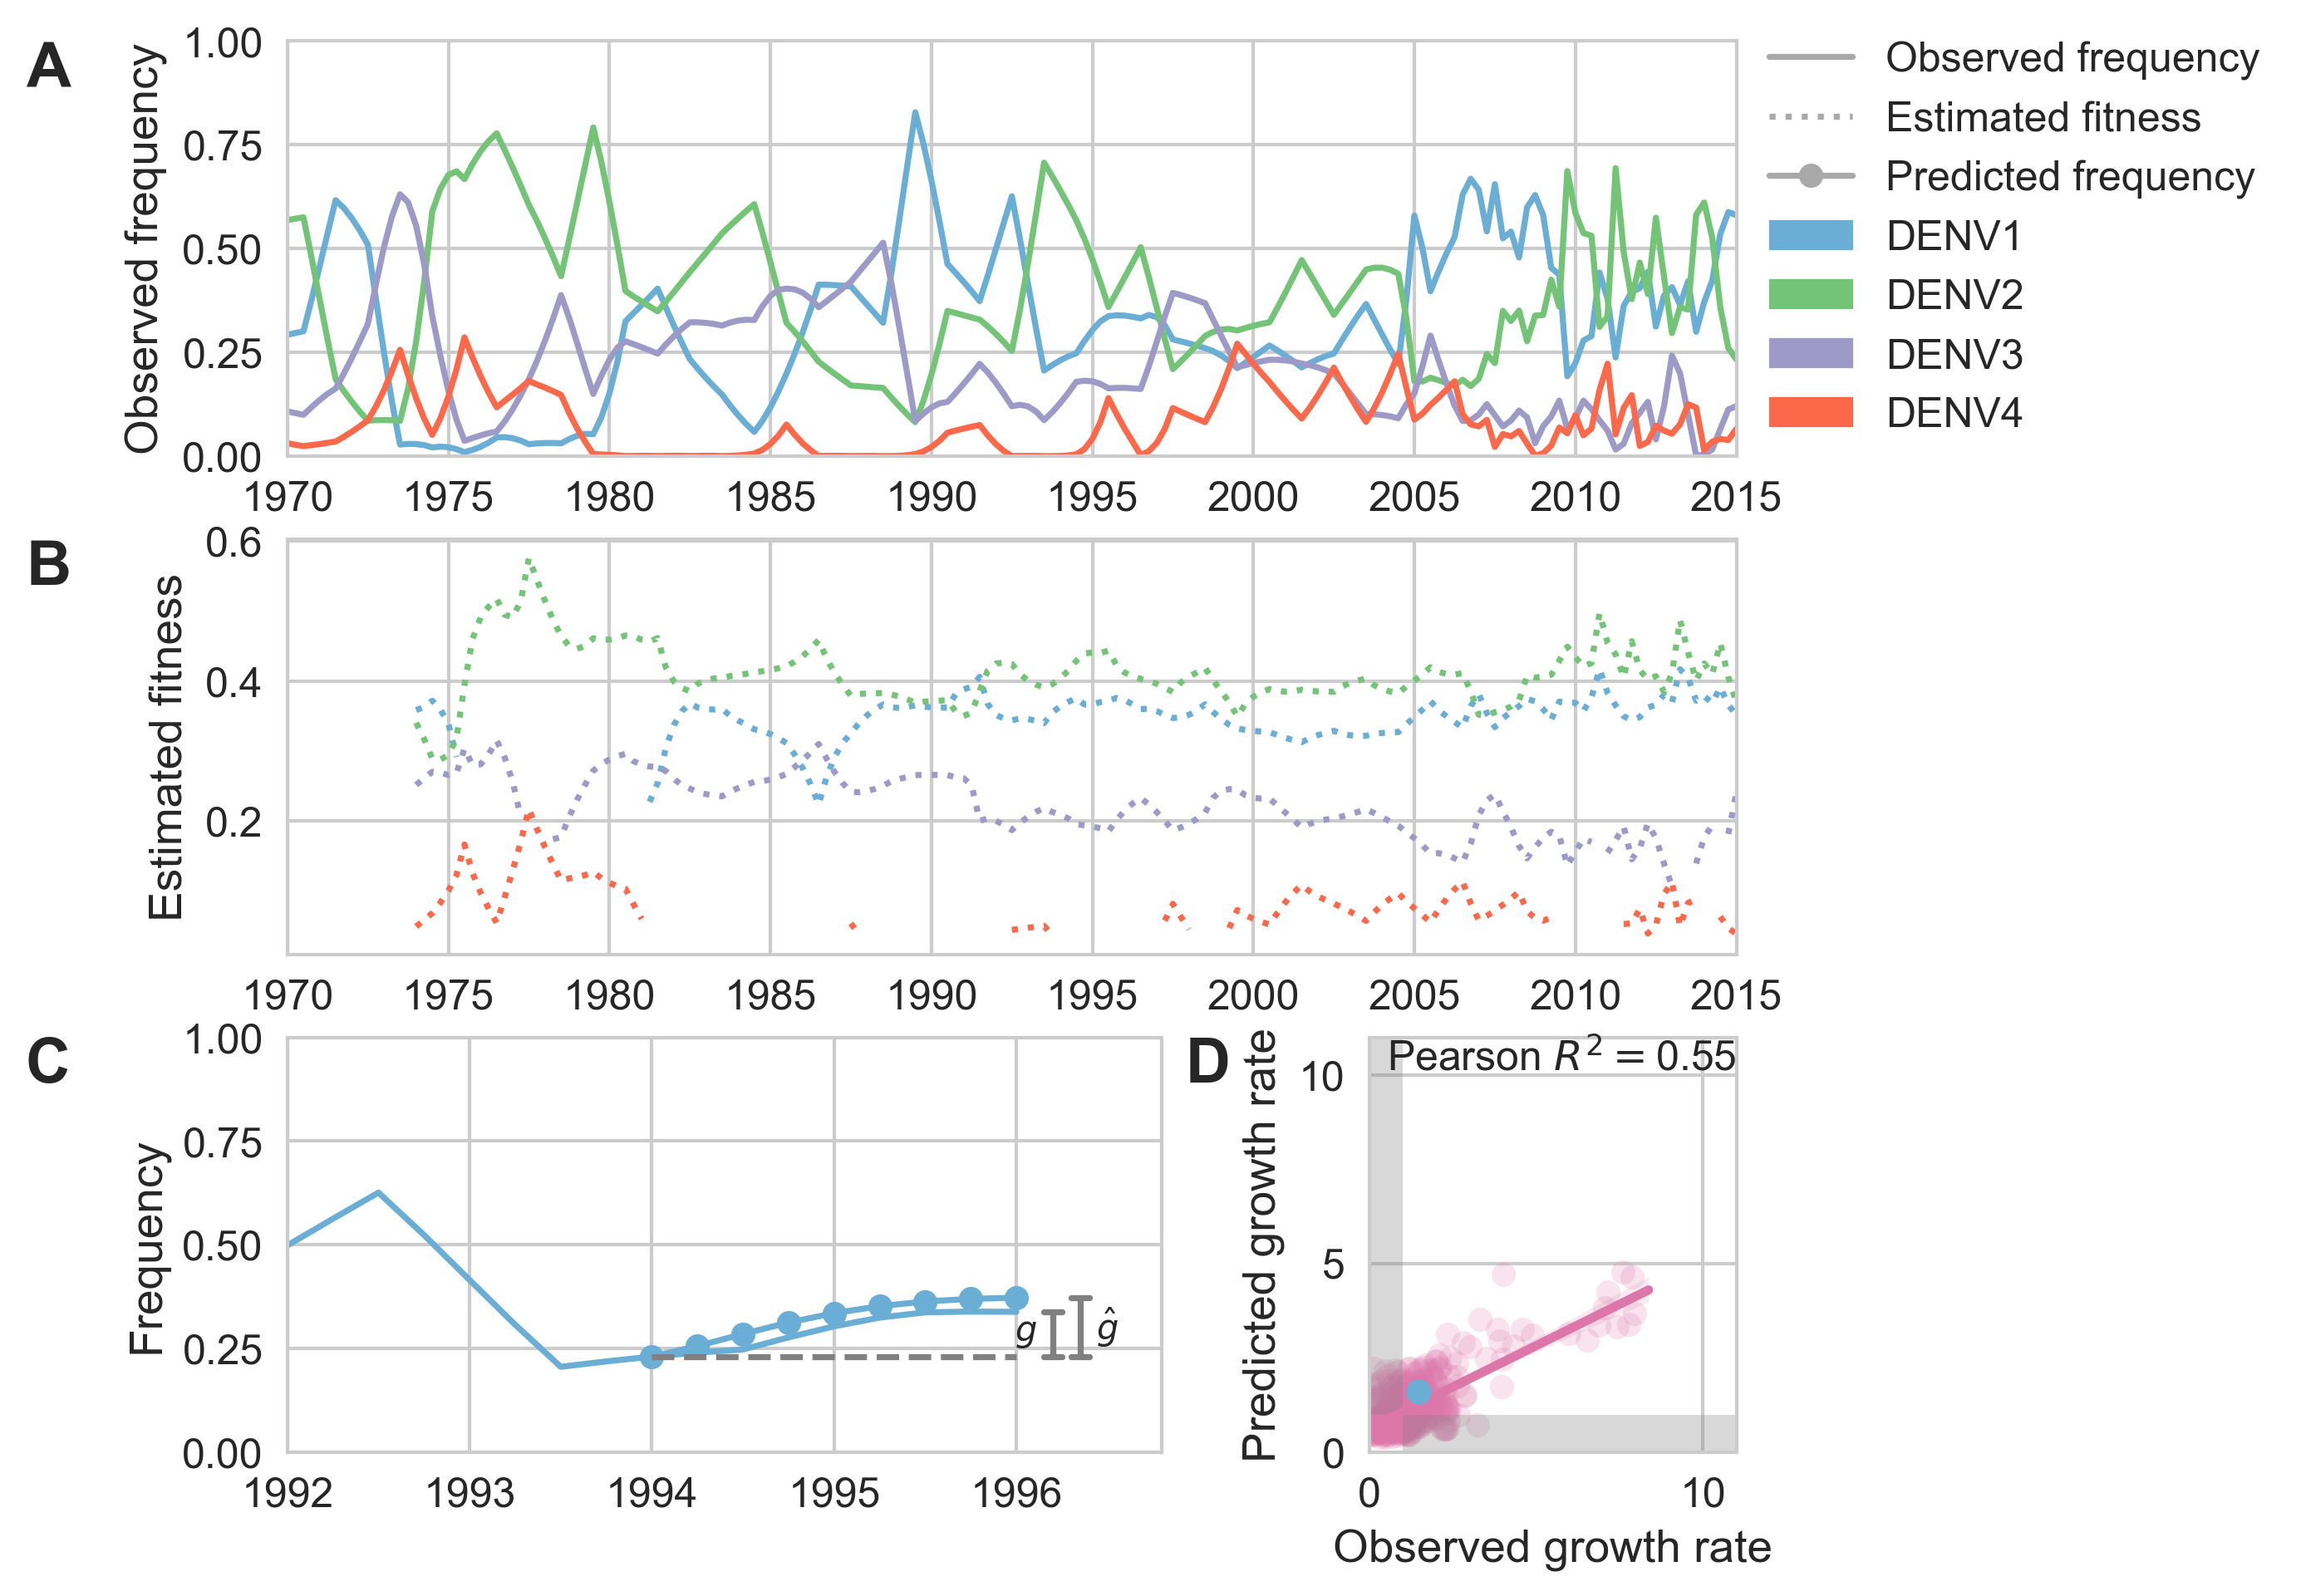 A
Observed frequency
1.00
0.75
0.50
0.25
0.00
1970 1975 1980 1985 1990 1995 2000 2005 2010 2015
Observed frequency
Estimated fitness
Predicted frequency
DENV1
DENV2
DENV3
DENV4
B
Estimated fitness
0.6
0.4
0.2
1970 1975 1980 1985 1990 1995 2000 2005 2010 2015
C
Frequency
1.00
0.75
0.50
0.25
0.00
1992 1993 1994 1995 1996
g ĝ
D
Predicted growth rate
Pearson R² = 0.55
10
5
0
0 10
Observed growth rate